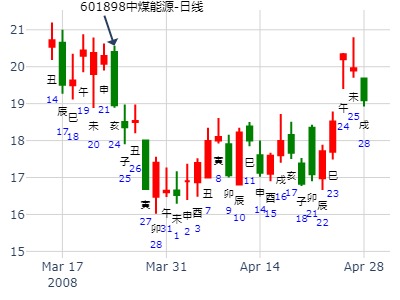 601898中煤能源-日线
21
20
19
18
17
16
15
丑
14
辰
17
巳
18
午
19
未
20
申
21
亥
24
子
25
丑
26
寅
27
卯
28
午
31
未
1
申
2
酉
3
丑
7
寅
8
卯
9
辰
10
巳
11
申
14
酉
15
戌
16
亥
17
子
18
卯
21
辰
22
巳
23
午
24
未
25
戌
28
Mar 17
2008
Mar 31
Apr 14
Apr 28